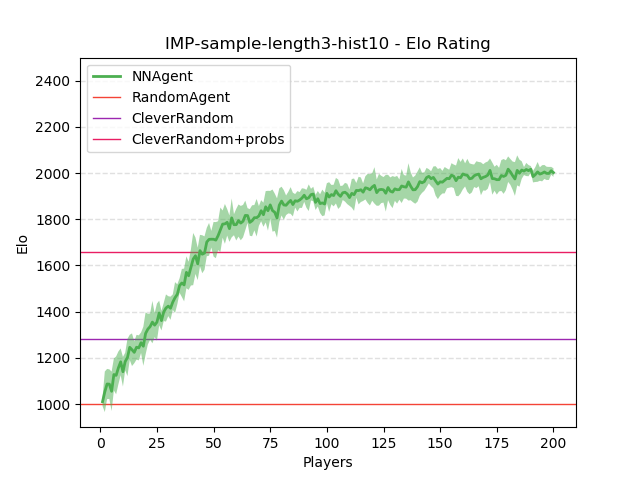 IMP-sample-length3-hist10 - Elo Rating
NNAgent
RandomAgent
CleverRandom
CleverRandom+probs
Elo
2400
2200
2000
1800
1600
1400
1200
1000
0 25 50 75 100 125 150 175 200
Players